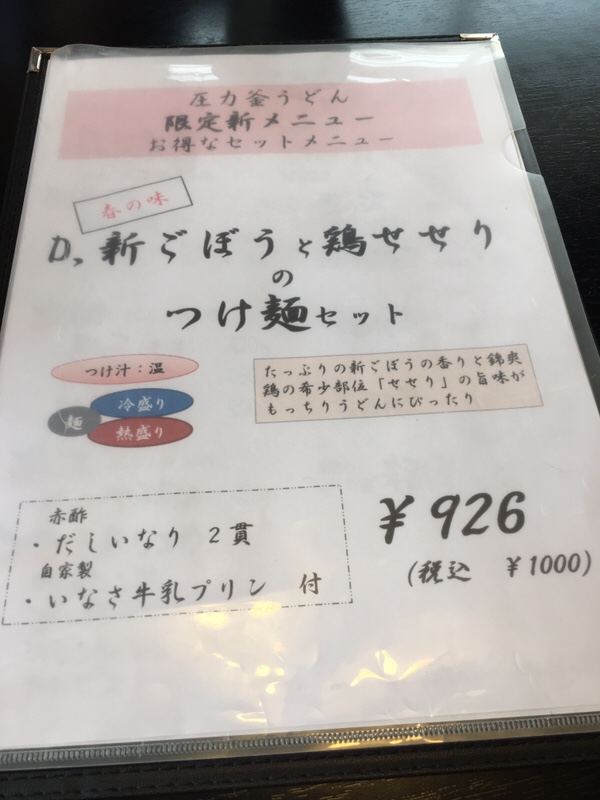 圧力釜うどん
限定新メニュー
お得なセットメニュー
春の味
D、新ごぼうと鶏せせり
の
つけ麺セット
つけ汁：温
麺
冷盛り
熱盛り
たっぷりの新ごぼうの香りと錦爽
鶏の希少部位「せせり」の旨味が
もっちりうどんにぴったり
赤酢
・だしいなり 2貫
自家製
・いなさ牛乳プリン 付
￥926
(税込 ￥1000)